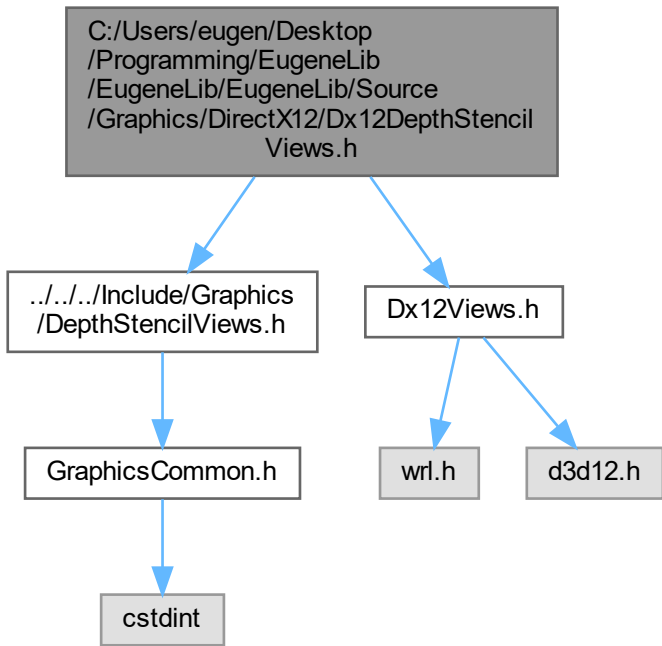 C:/Users/eugen/Desktop
/Programming/EugeneLib
/EugeneLib/EugeneLib/Source
/Graphics/DirectX12/Dx12DepthStencil
Views.h
../../../Include/Graphics
/DepthStencilViews.h
Dx12Views.h
GraphicsCommon.h
wrl.h
d3d12.h
cstdint